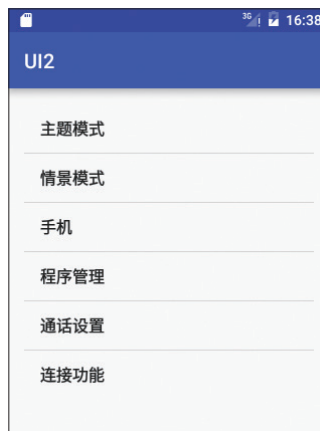 3G 16:38
UI2
主题模式
情景模式
手机
程序管理
通话设置
连接功能